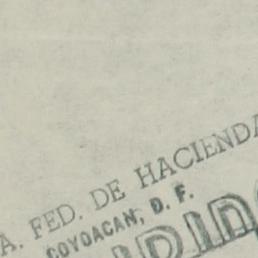 A. FED. DE HACIENDA
COYOACAN, D. F.